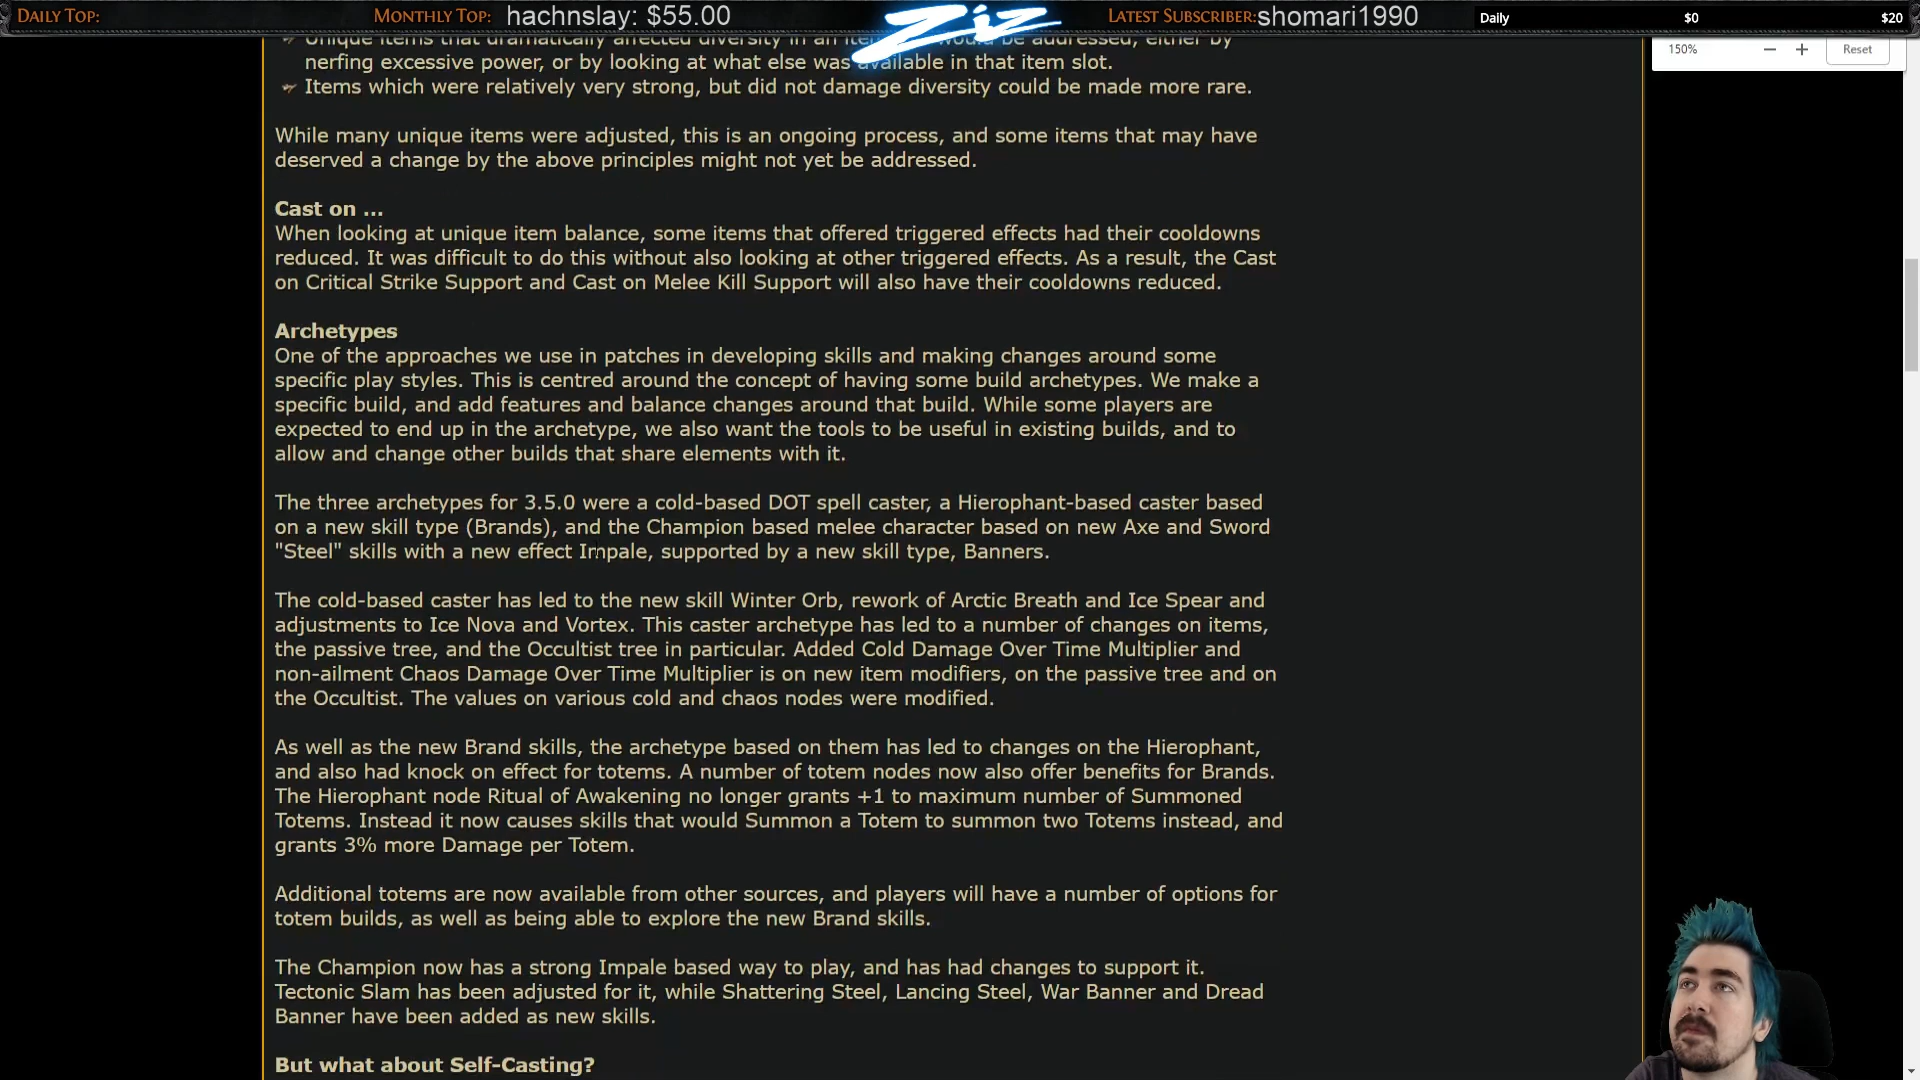 DAILY TOP:
MONTHLY TOP: hachnslay: $55.00
Ziz
LATEST SUBSCRIBER: shomari1990
Daily $0 $20
150% − + Reset
Unique items that dramatically affected diversity in an would be addressed, either by
nerfing excessive power, or by looking at what else was available in that item slot.
Items which were relatively very strong, but did not damage diversity could be made more rare.
While many unique items were adjusted, this is an ongoing process, and some items that may have
deserved a change by the above principles might not yet be addressed.
Cast on ...
When looking at unique item balance, some items that offered triggered effects had their cooldowns
reduced. It was difficult to do this without also looking at other triggered effects. As a result, the Cast
on Critical Strike Support and Cast on Melee Kill Support will also have their cooldowns reduced.
Archetypes
One of the approaches we use in patches in developing skills and making changes around some
specific play styles. This is centred around the concept of having some build archetypes. We make a
specific build, and add features and balance changes around that build. While some players are
expected to end up in the archetype, we also want the tools to be useful in existing builds, and to
allow and change other builds that share elements with it.
The three archetypes for 3.5.0 were a cold-based DOT spell caster, a Hierophant-based caster based
on a new skill type (Brands), and the Champion based melee character based on new Axe and Sword
"Steel" skills with a new effect Impale, supported by a new skill type, Banners.
The cold-based caster has led to the new skill Winter Orb, rework of Arctic Breath and Ice Spear and
adjustments to Ice Nova and Vortex. This caster archetype has led to a number of changes on items,
the passive tree, and the Occultist tree in particular. Added Cold Damage Over Time Multiplier and
non-ailment Chaos Damage Over Time Multiplier is on new item modifiers, on the passive tree and on
the Occultist. The values on various cold and chaos nodes were modified.
As well as the new Brand skills, the archetype based on them has led to changes on the Hierophant,
and also had knock on effect for totems. A number of totem nodes now also offer benefits for Brands.
The Hierophant node Ritual of Awakening no longer grants +1 to maximum number of Summoned
Totems. Instead it now causes skills that would Summon a Totem to summon two Totems instead, and
grants 3% more Damage per Totem.
Additional totems are now available from other sources, and players will have a number of options for
totem builds, as well as being able to explore the new Brand skills.
The Champion now has a strong Impale based way to play, and has had changes to support it.
Tectonic Slam has been adjusted for it, while Shattering Steel, Lancing Steel, War Banner and Dread
Banner have been added as new skills.
But what about Self-Casting?